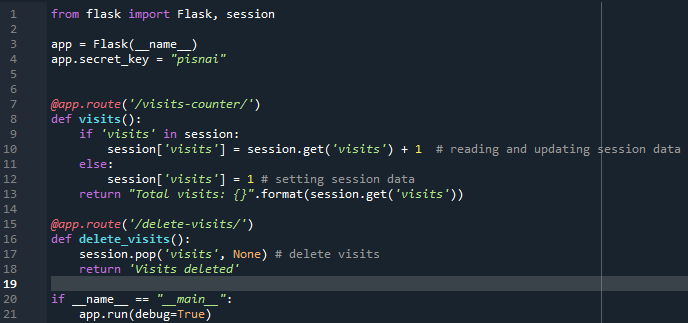 1 from flask import Flask, session
2
3 app = Flask(__name__)
4 app.secret_key = "pisnai"
5
6
7 @app.route('/visits-counter/')
8 def visits():
9     if 'visits' in session:
10         session['visits'] = session.get('visits') + 1  # reading and updating session data
11     else:
12         session['visits'] = 1 # setting session data
13     return "Total visits: {}".format(session.get('visits'))
14
15 @app.route('/delete-visits/')
16 def delete_visits():
17     session.pop('visits', None) # delete visits
18     return 'Visits deleted'
19
20 if __name__ == "__main__":
21     app.run(debug=True)